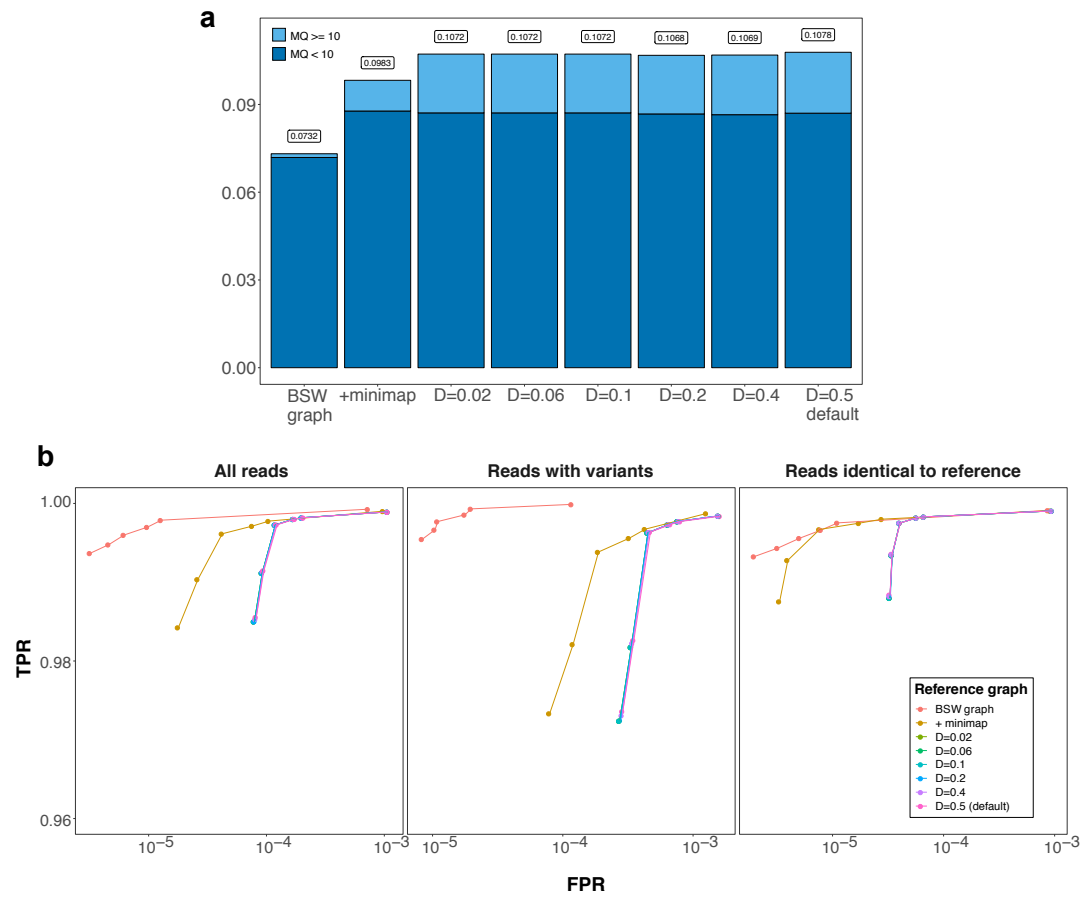 a
MQ >= 10
MQ < 10
0.0732
0.0983
0.1072
0.1072
0.1072
0.1068
0.1069
0.1078
0.09
0.06
0.03
0.00
BSW graph
+minimap
D=0.02
D=0.06
D=0.1
D=0.2
D=0.4
D=0.5 default
b
All reads
Reads with variants
Reads identical to reference
TPR
1.00
0.98
0.96
Reference graph
BSW graph
+ minimap
D=0.02
D=0.06
D=0.1
D=0.2
D=0.4
D=0.5 (default)
10⁻⁵
10⁻⁴
10⁻³
10⁻⁵
10⁻⁴
10⁻³
10⁻⁵
10⁻⁴
10⁻³
FPR